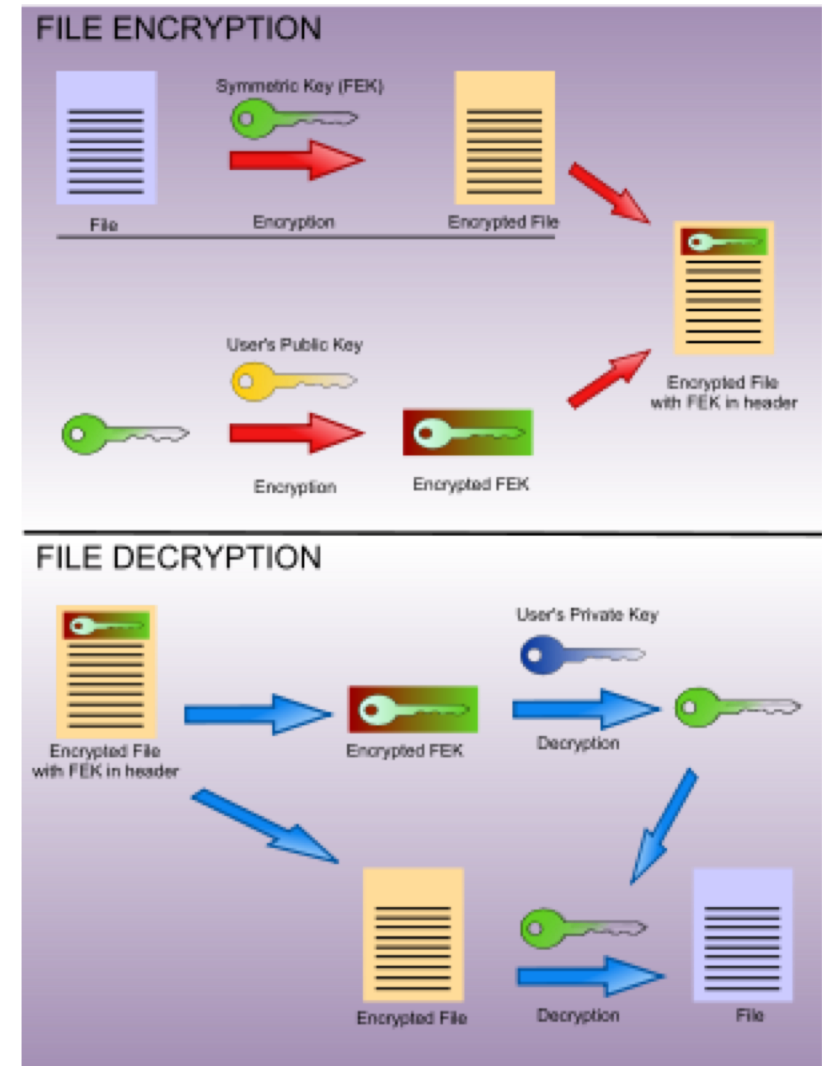 FILE ENCRYPTION
Symmetric Key (FEK)
File
Encryption
Encrypted File
User's Public Key
Encrypted File
with FEK in header
Encryption
Encrypted FEK
FILE DECRYPTION
User's Private Key
Encrypted File
with FEK in header
Encrypted FEK
Decryption
Encrypted File
Decryption
File